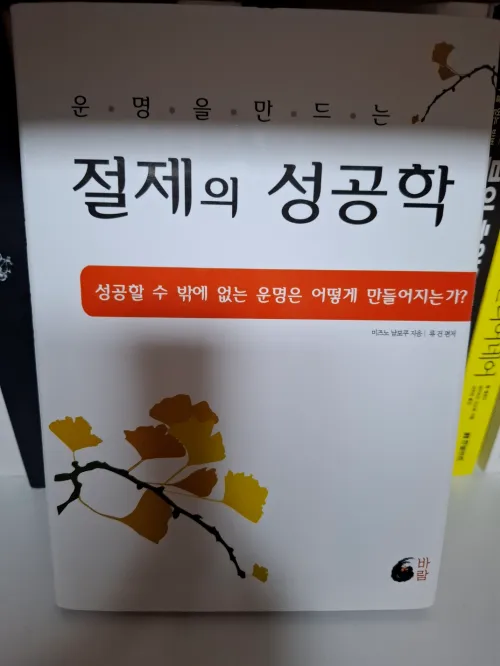 운명을만드는
절제의 성공학
성공할 수 밖에 없는 운명은 어떻게 만들어지는가?
미즈노 남보쿠 지음 | 류 건 편저
바람